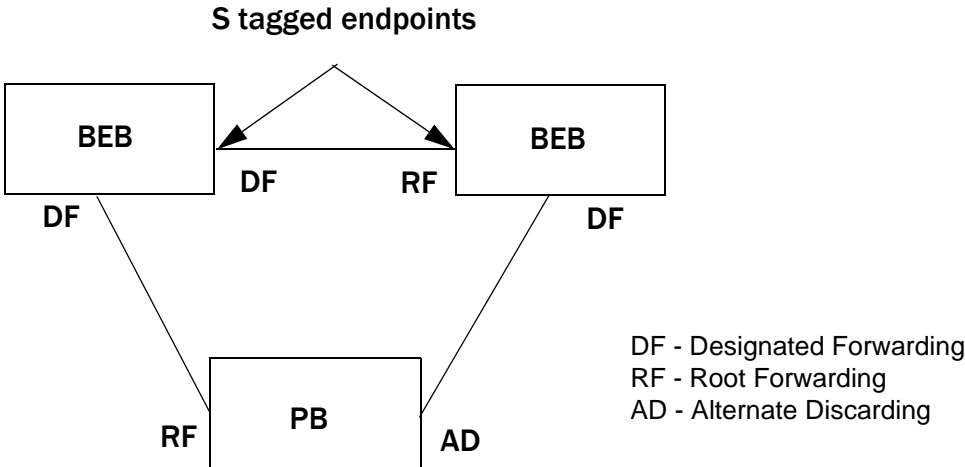 S tagged endpoints
BEB
BEB
DF
RF
DF
DF
DF - Designated Forwarding
RF - Root Forwarding
AD - Alternate Discarding
PB
RF
AD